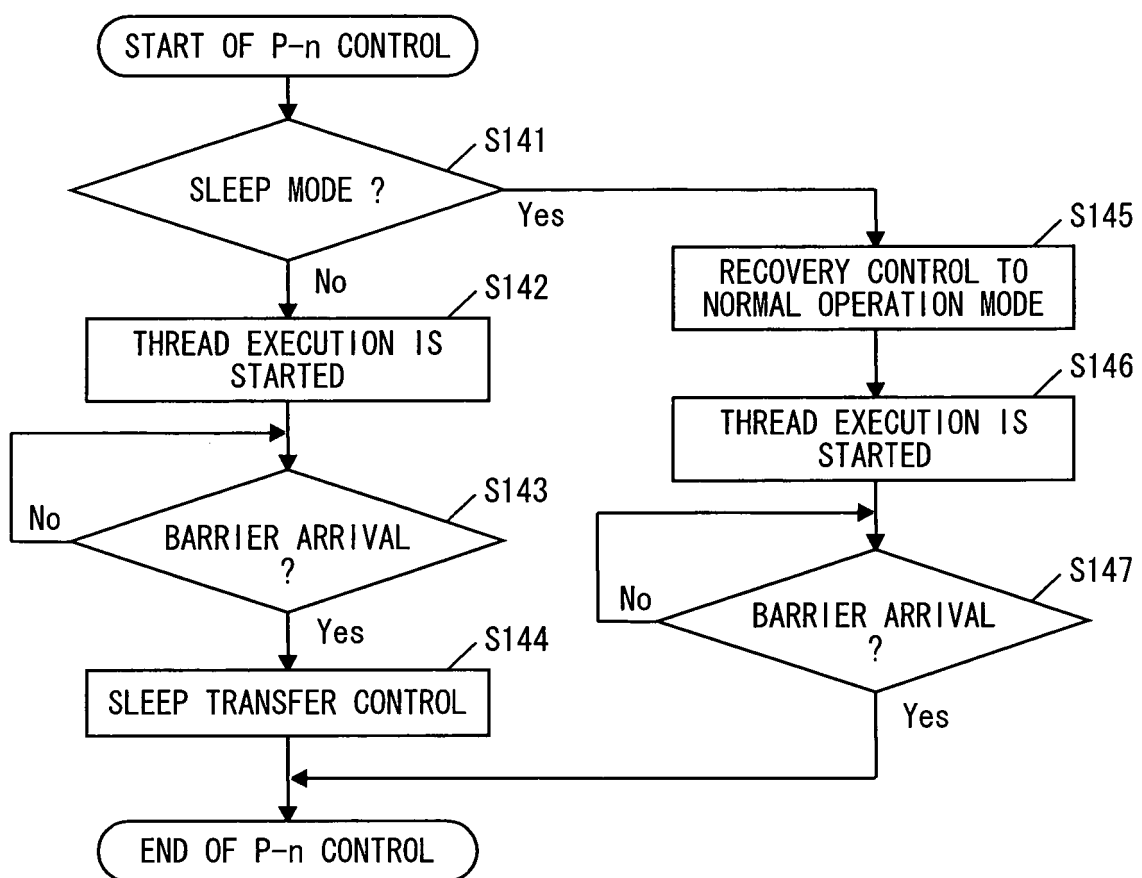 START OF P-n CONTROL
S141
SLEEP MODE ?
Yes
No
S142
THREAD EXECUTION IS
STARTED
S143
No
BARRIER ARRIVAL
?
Yes
S144
SLEEP TRANSFER CONTROL
S145
RECOVERY CONTROL TO
NORMAL OPERATION MODE
S146
THREAD EXECUTION IS
STARTED
S147
No
BARRIER ARRIVAL
?
Yes
END OF P-n CONTROL